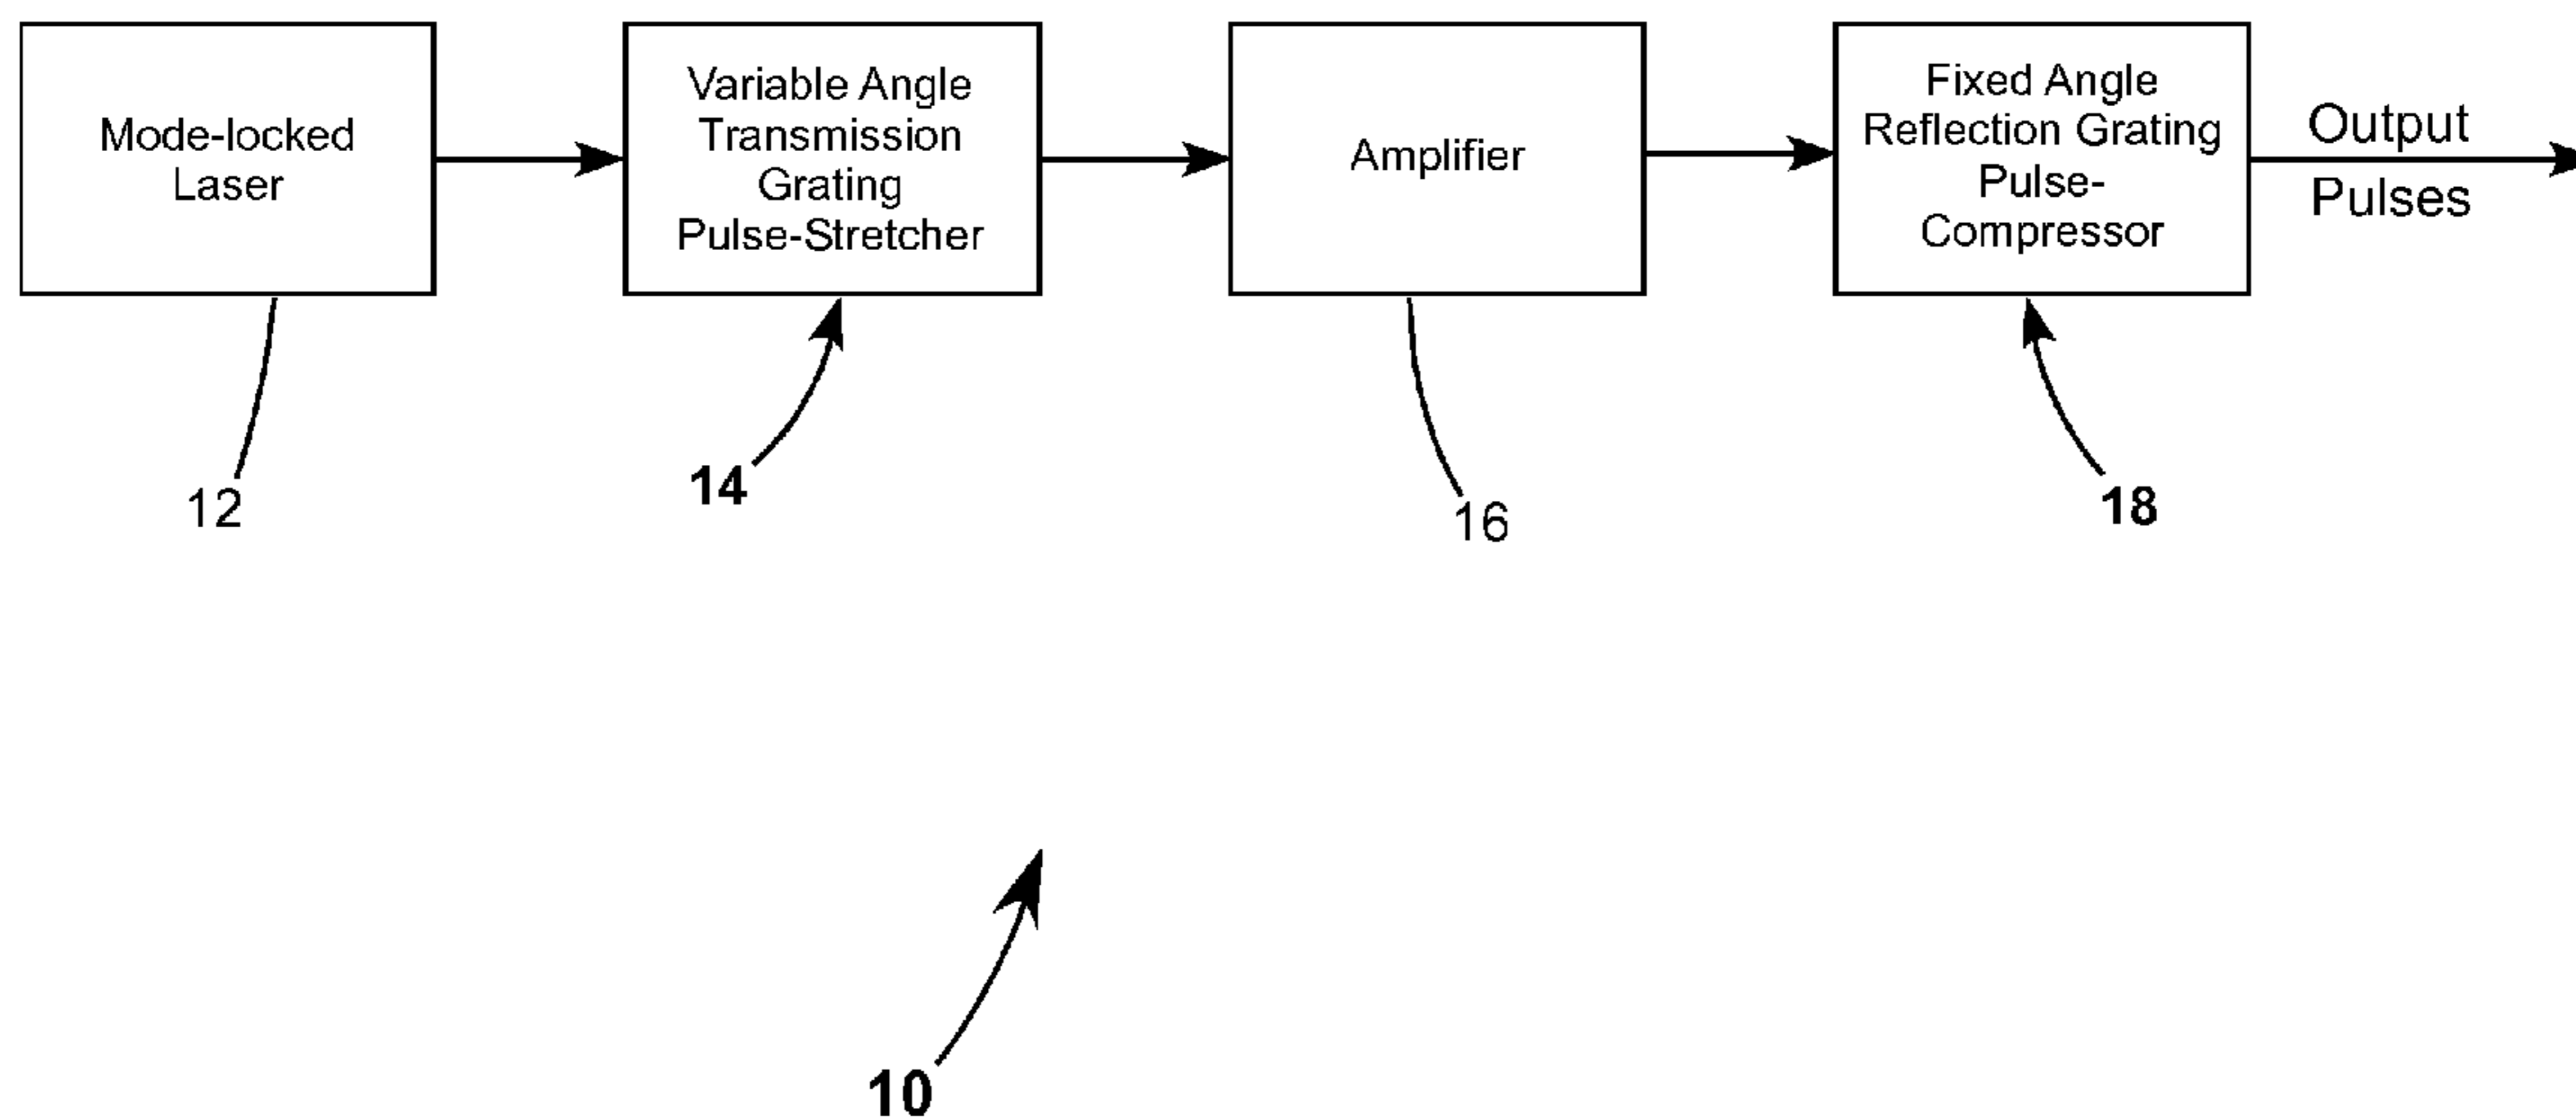 Mode-locked
Laser
Variable Angle
Transmission
Grating
Pulse-Stretcher
Amplifier
Fixed Angle
Reflection Grating
Pulse-
Compressor
Output
Pulses
12
14
16
18
10